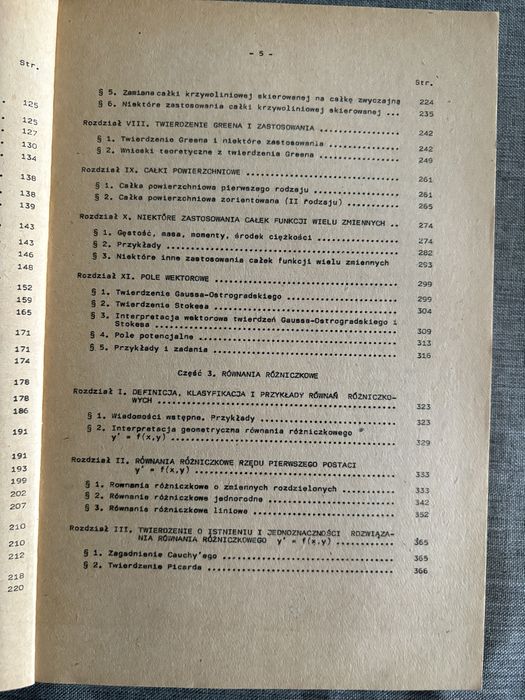 Str.
125
125
127
130
134
138
138
139
143
143
146
148
152
159
165
171
171
174
178
178
186
191
191
193
199
202
207
210
210
212
218
220
- 5 -
Str.
§ 5. Zamiana całki krzywoliniowej skierowanej na całkę zwyczajną 224
§ 6. Niektóre zastosowania całki krzywoliniowej skierowanej ... 235
Rozdział VIII. TWIERDZENIE GREENA I ZASTOSOWANIA ................ 242
§ 1. Twierdzenie Greena i niektóre zastosowania ................ 242
§ 2. Wnioski teoretyczne z twierdzenia Greena .................. 249
Rozdział IX. CAŁKI POWIERZCHNIOWE ............................... 261
§ 1. Całka powierzchniowa pierwszego rodzaju ................... 261
§ 2. Całka powierzchniowa zorientowana (II rodzaju) ............ 265
Rozdział X. NIEKTÓRE ZASTOSOWANIA CAŁEK FUNKCJI WIELU ZMIENNYCH .. 274
§ 1. Gęstość, masa, momenty, środek ciężkości .................. 274
§ 2. Przykłady ................................................. 282
§ 3. Niektóre inne zastosowania całek funkcji wielu zmiennych 293
Rozdział XI. POLE WEKTOROWE ..................................... 299
§ 1. Twierdzenie Gaussa-Ostrogradskiego ........................ 299
§ 2. Twierdzenie Stokesa ....................................... 304
§ 3. Interpretacja wektorowa twierdzeń Gaussa-Ostrogradskiego i
Stokesa ................................................... 309
§ 4. Pole potencjalne .......................................... 313
§ 5. Przykłady i zadania ....................................... 316
Część 3. RÓWNANIA RÓŻNICZKOWE
Rozdział I. DEFINICJA, KLASYFIKACJA I PRZYKŁADY RÓWNAŃ RÓŻNICZKO-
WYCH ................................................ 323
§ 1. Wiadomości wstępne. Przykłady ............................. 323
§ 2. Interpretacja geometryczna równania różniczkowego
y' = f(x,y) ............................................... 329
Rozdział II. RÓWNANIA RÓŻNICZKOWE RZĘDU PIERWSZEGO POSTACI
y' = f(x,y) ........................................ 333
§ 1. Równania różniczkowe o zmiennych rozdzielonych ............ 333
§ 2. Równanie różniczkowe jednorodne ........................... 342
§ 3. Równania różniczkowe liniowe .............................. 352
Rozdział III. TWIERDZENIE O ISTNIENIU I JEDNOZNACZNOŚCI ROZWIĄZA-
NIA RÓWNANIA RÓŻNICZKOWEGO y' = f(x,y) ............ 365
§ 1. Zagadnienie Cauchy'ego .................................... 365
§ 2. Twierdzenie Picarda ....................................... 366